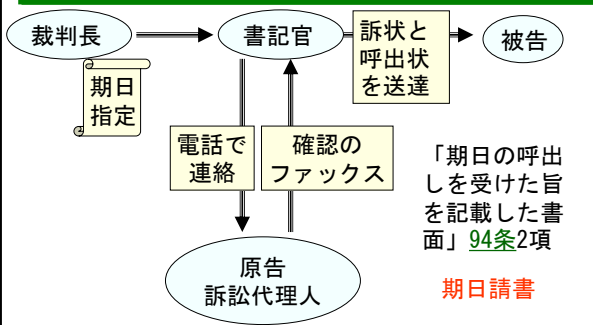 裁判長
書記官
訴状と
呼出状
を送達
被告
期日
指定
電話で
連絡
確認の
ファックス
「期日の呼出
しを受けた旨
を記載した書
面」94条2項
原告
訴訟代理人
期日請書